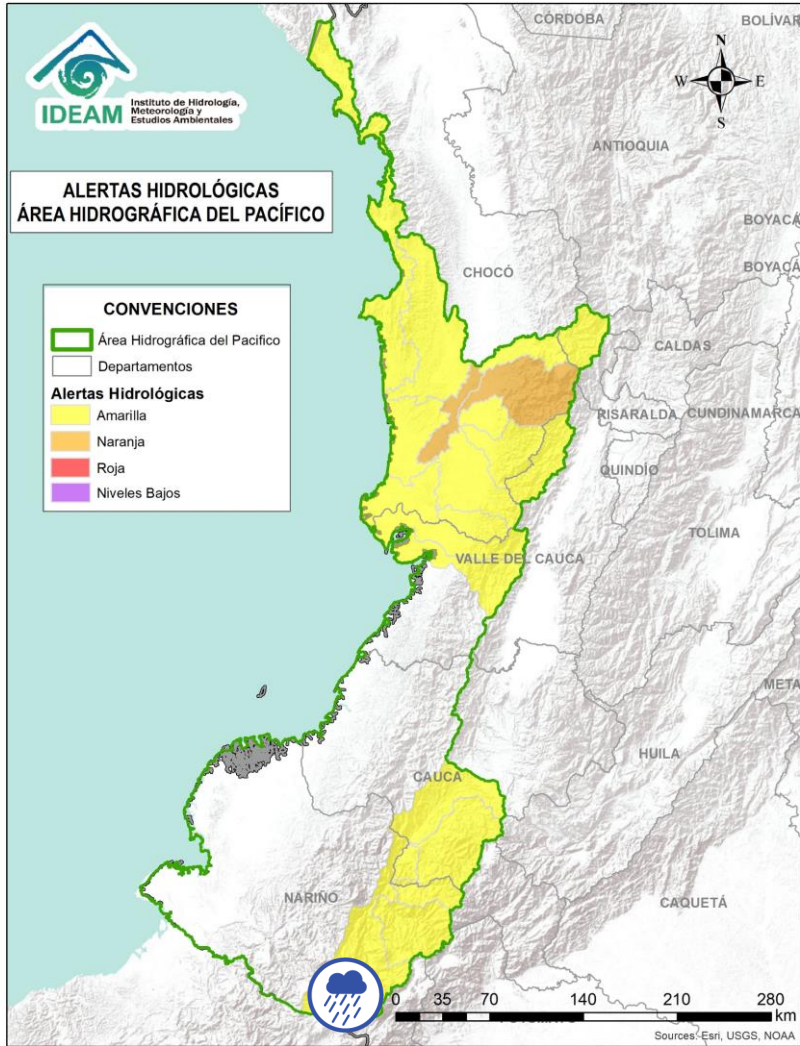 IDEAM
Instituto de Hidrología,
Meteorología y
Estudios Ambientales
CÓRDOBA
BOLÍVAR
N
W
E
S
ANTIOQUIA
ALERTAS HIDROLÓGICAS
ÁREA HIDROGRÁFICA DEL PACÍFICO
BOYACÁ
BOYACÁ
CHOCÓ
CONVENCIONES
Área Hidrográfica del Pacífico
Departamentos
Alertas Hidrológicas
Amarilla
Naranja
Roja
Niveles Bajos
CALDAS
RISARALDA
CUNDINAMARCA
QUINDÍO
TOLIMA
VALLE DEL CAUCA
META
HUILA
CAUCA
NARIÑO
CAQUETÁ
0 35 70 140 210 280
km
Sources: Esri, USGS, NOAA